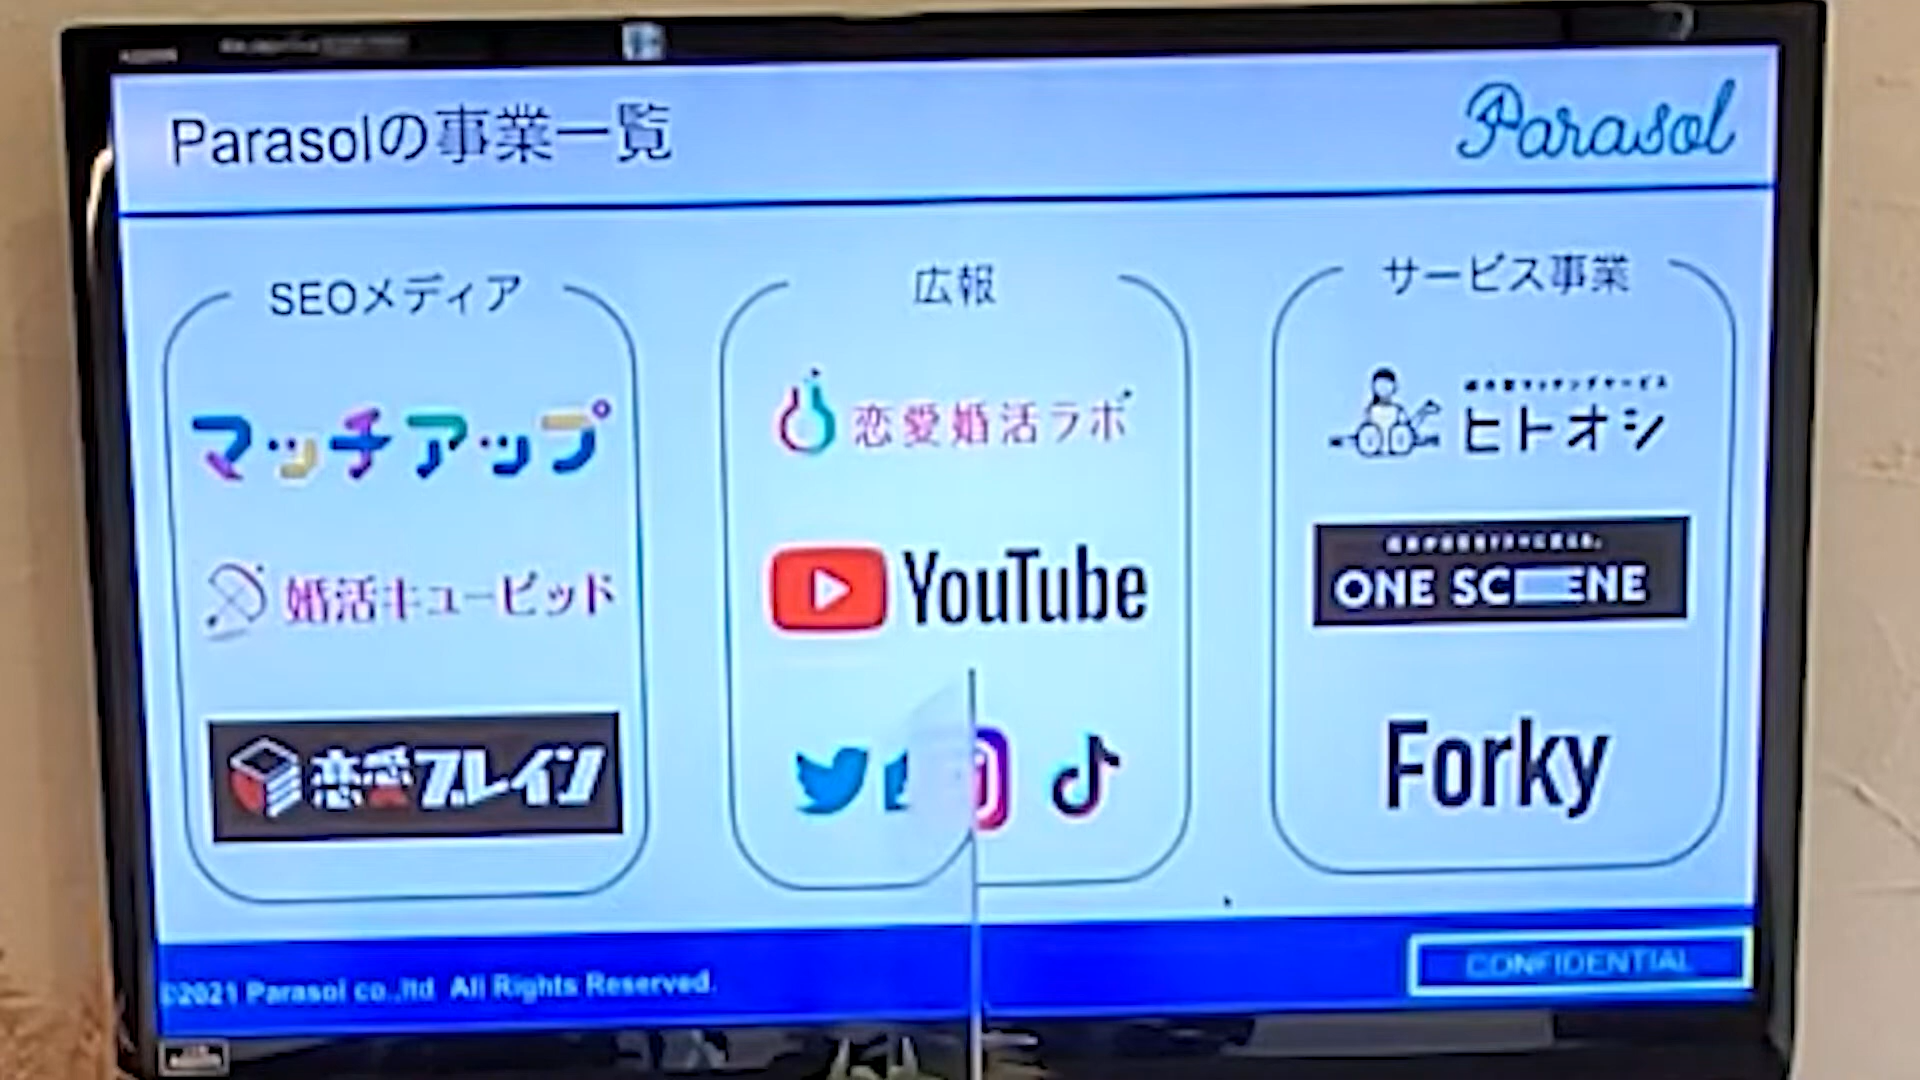 Parasolの事業一覧
Parasol
SEOメディア
マッチアップ
婚活キューピッド
恋愛ブレイン
広報
恋愛婚活ラボ
YouTube
サービス事業
ヒトオシ
ONE SCENE
Forky
©2021 Parasol co.,ltd All Rights Reserved.
CONFIDENTIAL